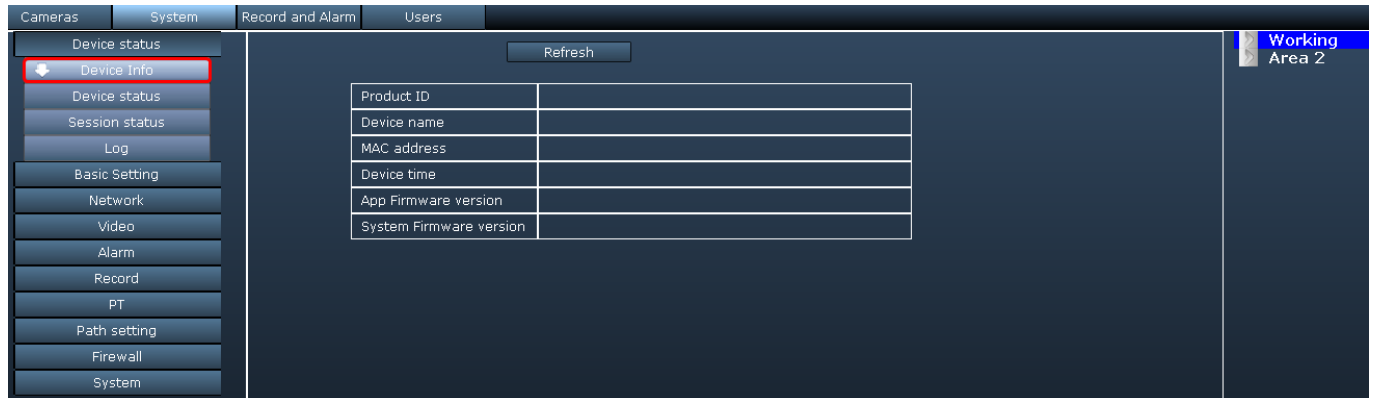 Cameras System Record and Alarm Users
Device status
Device Info
Device status
Session status
Log
Basic Setting
Network
Video
Alarm
Record
PT
Path setting
Firewall
System
Refresh
Product ID
Device name
MAC address
Device time
App Firmware version
System Firmware version
Working
Area 2